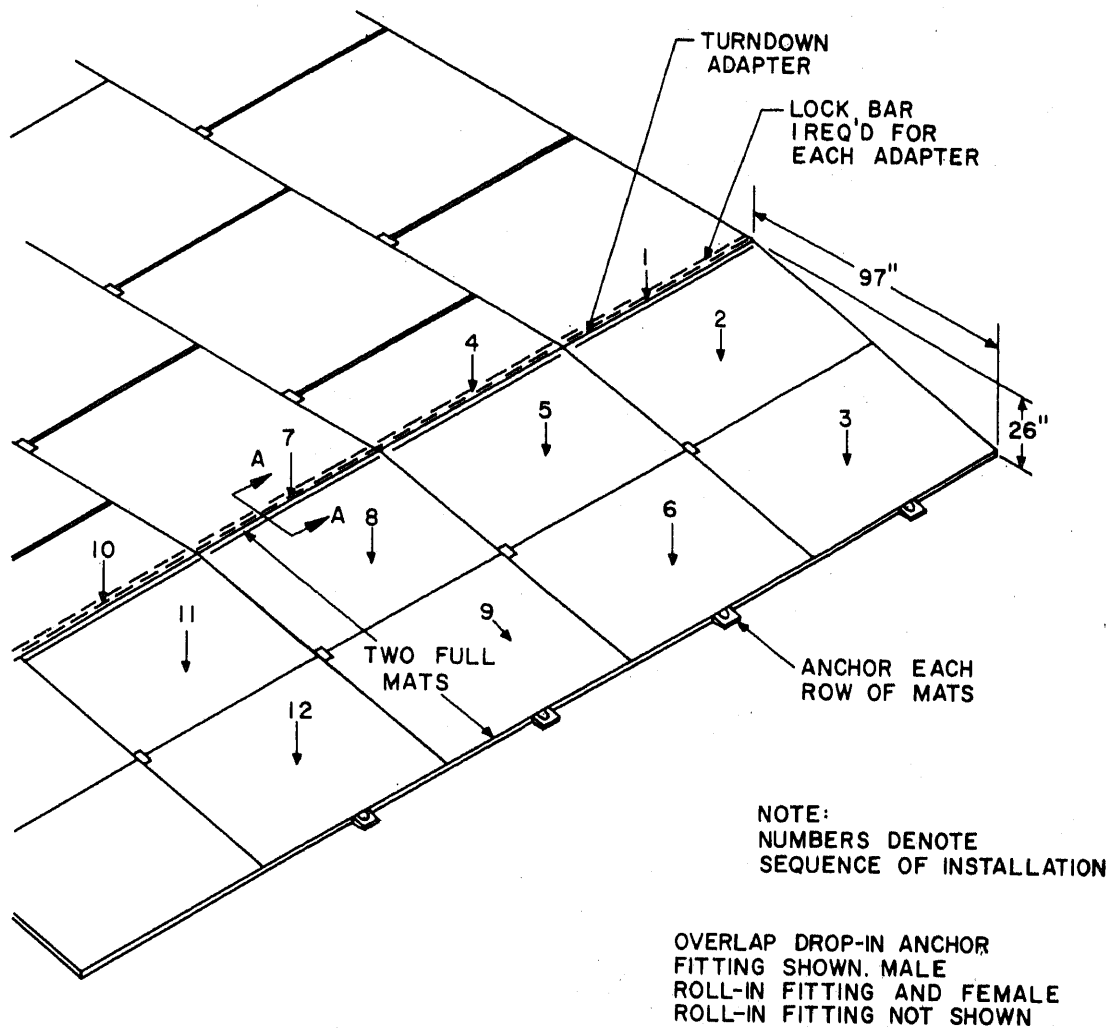 TURNDOWN
ADAPTER
LOCK BAR
1 REQ'D FOR
EACH ADAPTER
97"
1
2
26"
4
5
3
7
A
A
8
6
10
11
9
TWO FULL
MATS
ANCHOR EACH
ROW OF MATS
12
NOTE:
NUMBERS DENOTE
SEQUENCE OF INSTALLATION
OVERLAP DROP-IN ANCHOR
FITTING SHOWN. MALE
ROLL-IN FITTING AND FEMALE
ROLL-IN FITTING NOT SHOWN